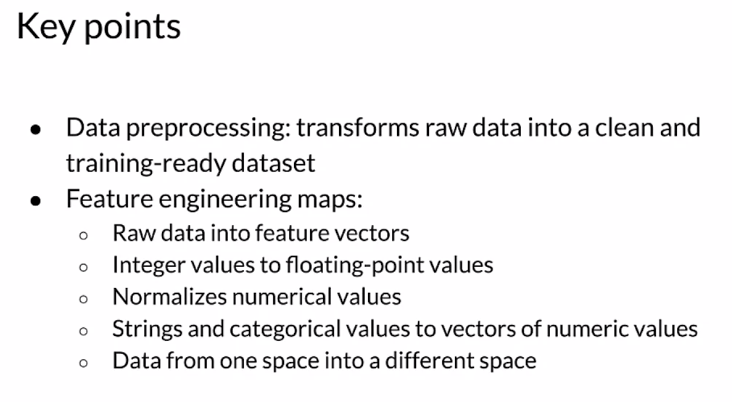 Key points
● Data preprocessing: transforms raw data into a clean and
training-ready dataset
● Feature engineering maps:
○ Raw data into feature vectors
○ Integer values to floating-point values
○ Normalizes numerical values
○ Strings and categorical values to vectors of numeric values
○ Data from one space into a different space